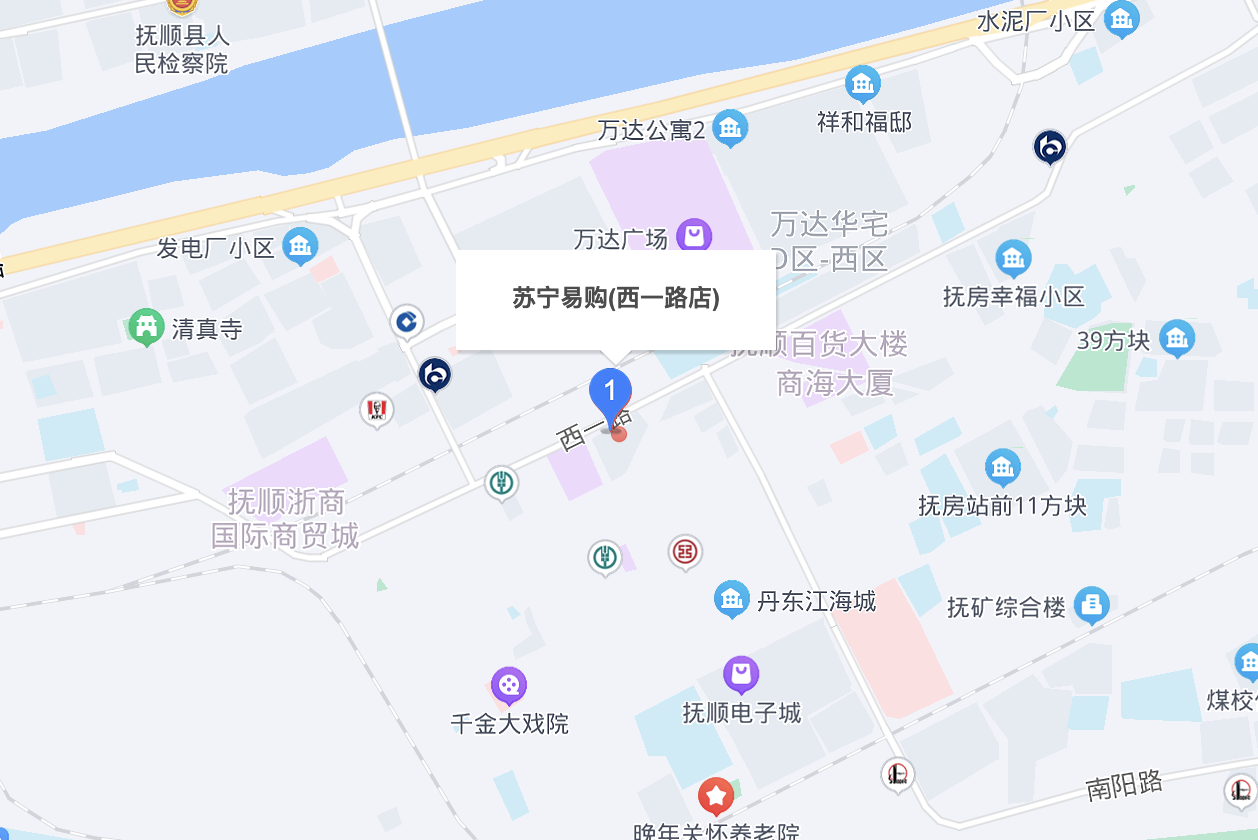 水泥厂小区
抚顺县人
民检察院
祥和福邸
万达公寓2
万达华宅
D区-西区
万达广场
发电厂小区
抚房幸福小区
苏宁易购(西一路店)
清真寺
39方块
抚顺百货大楼
商海大厦
1
KFC
西一路
抚顺浙商
国际商贸城
抚房站前11方块
丹东江海城
抚矿综合楼
煤校
抚顺电子城
千金大戏院
南阳路
晚年关怀养老院